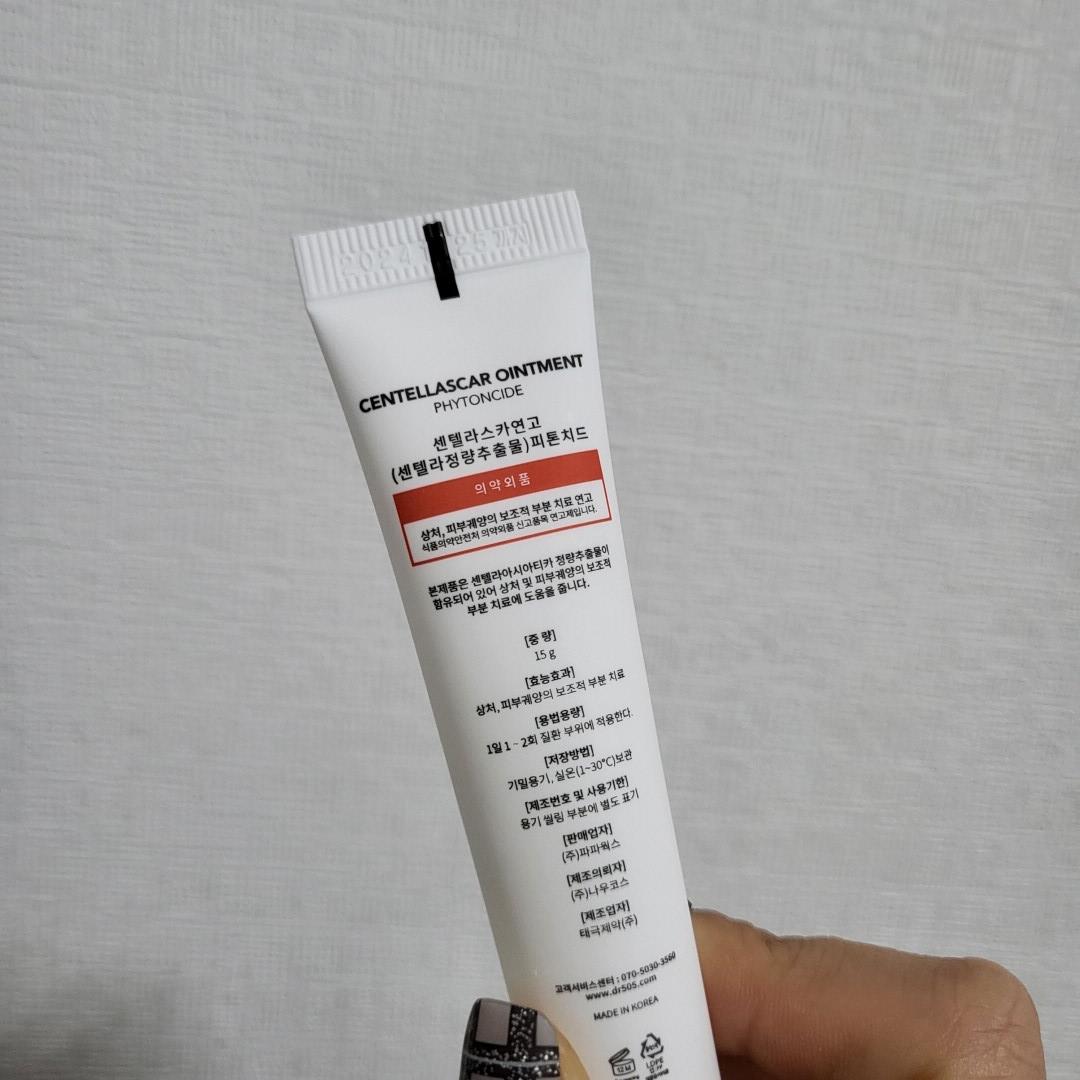 2024 25까지
CENTELLASCAR OINTMENT
PHYTONCIDE
센텔라스카연고
(센텔라정량추출물)피톤치드
의약외품
상처, 피부궤양의 보조적 부분 치료 연고
식품의약안전처 의약외품 신고품목 연고제입니다.
본제품은 센텔라아시아티카 정량추출물이
함유되어 있어 상처 및 피부궤양의 보조적
부분 치료에 도움을 줍니다.
[중 량]
15 g
[효능효과]
상처, 피부궤양의 보조적 부분 치료
[용법용량]
1일 1 ~ 2회 질환 부위에 적용한다.
[저장방법]
기밀용기, 실온(1~30°C)보관
[제조번호 및 사용기한]
용기 씰링 부분에 별도 표기
[판매업자]
(주)파파웍스
[제조의뢰자]
(주)나우코스
[제조업자]
태극제약(주)
고객서비스센터 : 070-5030-3560
www.dr505.com
MADE IN KOREA
12M
LDPE